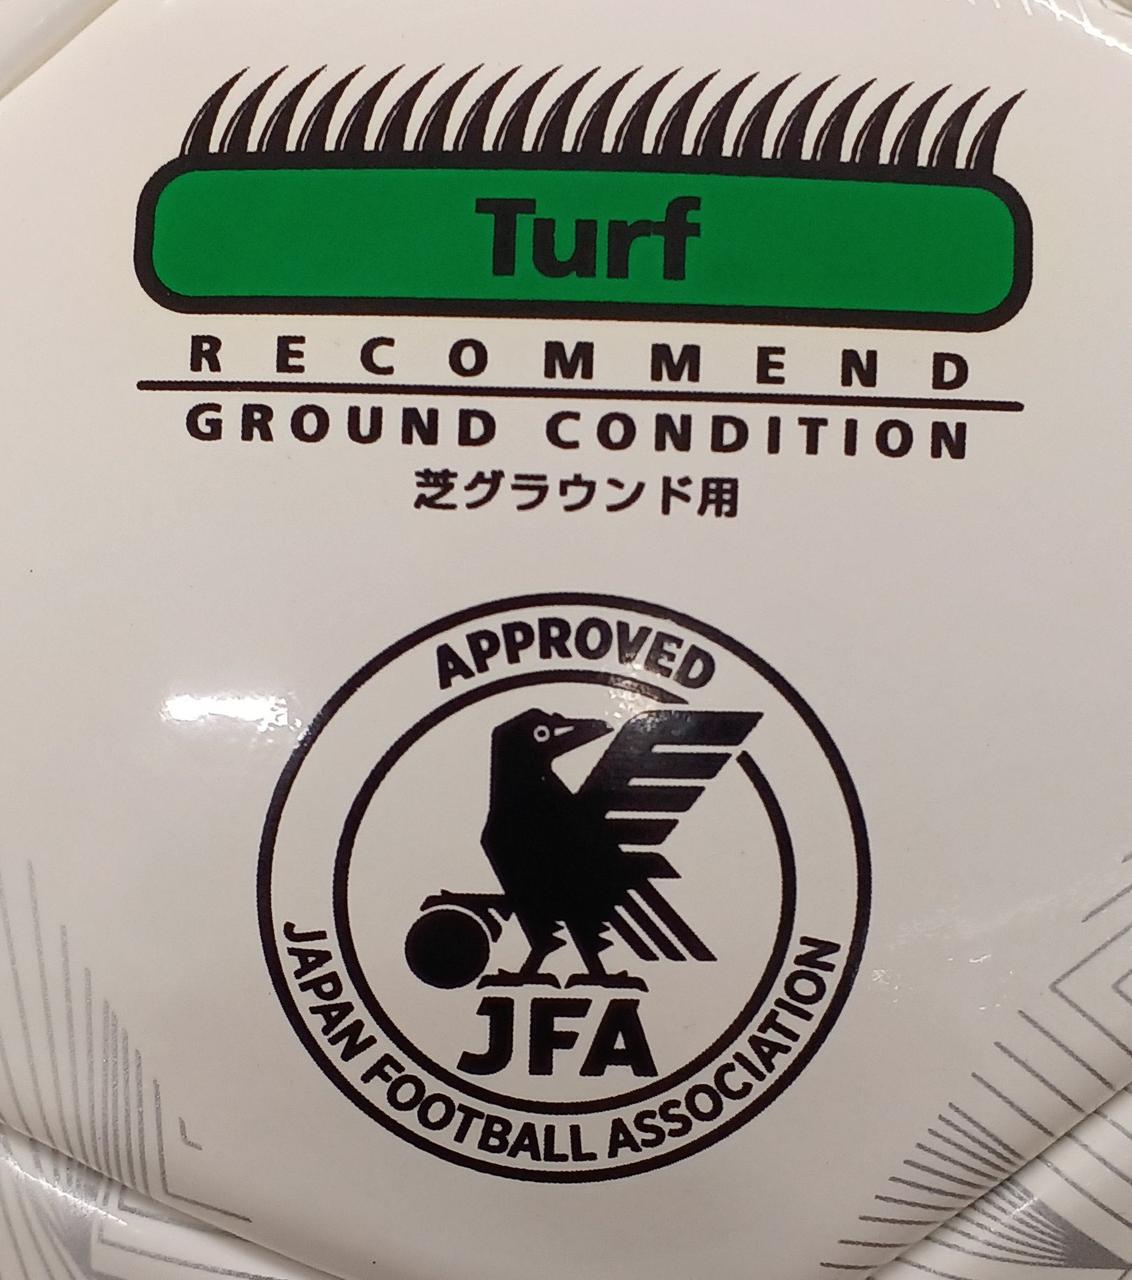 Turf
RECOMMEND
GROUND CONDITION
芝グラウンド用
APPROVED
JFA
JAPAN FOOTBALL ASSOCIATION